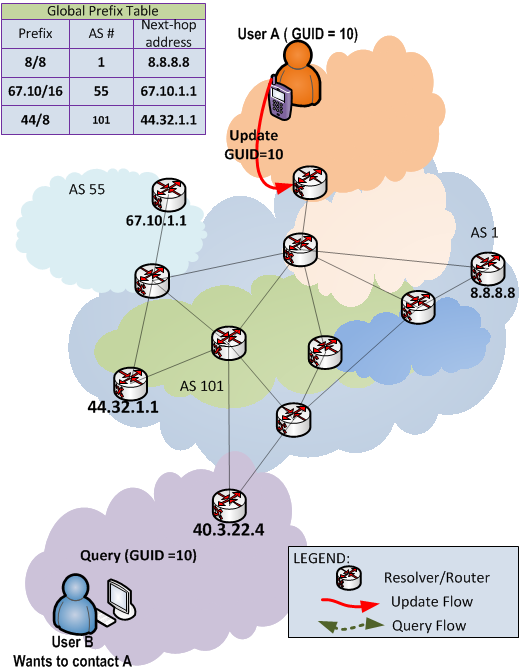 Global Prefix Table
Prefix AS # Next-hop
address
8/8 1 8.8.8.8
67.10/16 55 67.10.1.1
44/8 101 44.32.1.1
User A ( GUID = 10)
Update
GUID=10
AS 55
67.10.1.1
AS 1
8.8.8.8
44.32.1.1
AS 101
40.3.22.4
Query (GUID =10)
User B
Wants to contact A
LEGEND:
Resolver/Router
Update Flow
Query Flow